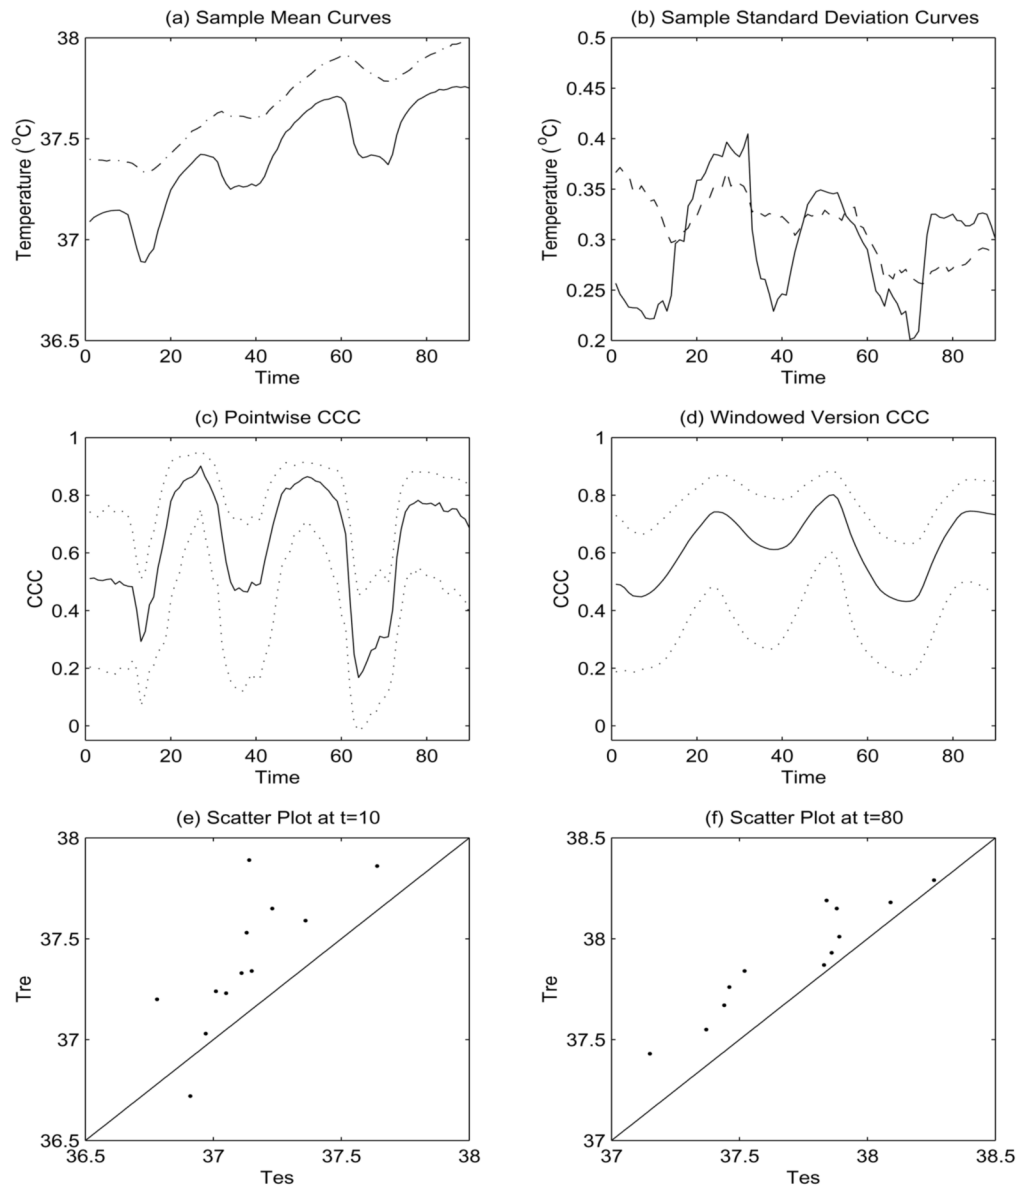 (a) Sample Mean Curves
38
37.5
37
36.5
Temperature (°C)
0 20 40 60 80
Time
(b) Sample Standard Deviation Curves
0.5
0.45
0.4
0.35
0.3
0.25
0.2
Temperature (°C)
0 20 40 60 80
Time
(c) Pointwise CCC
1
0.8
0.6
0.4
0.2
0
CCC
0 20 40 60 80
Time
(d) Windowed Version CCC
1
0.8
0.6
0.4
0.2
0
CCC
0 20 40 60 80
Time
(e) Scatter Plot at t=10
38
37.5
37
36.5
Tre
36.5 37 37.5 38
Tes
(f) Scatter Plot at t=80
38.5
38
37.5
37
Tre
37 37.5 38 38.5
Tes